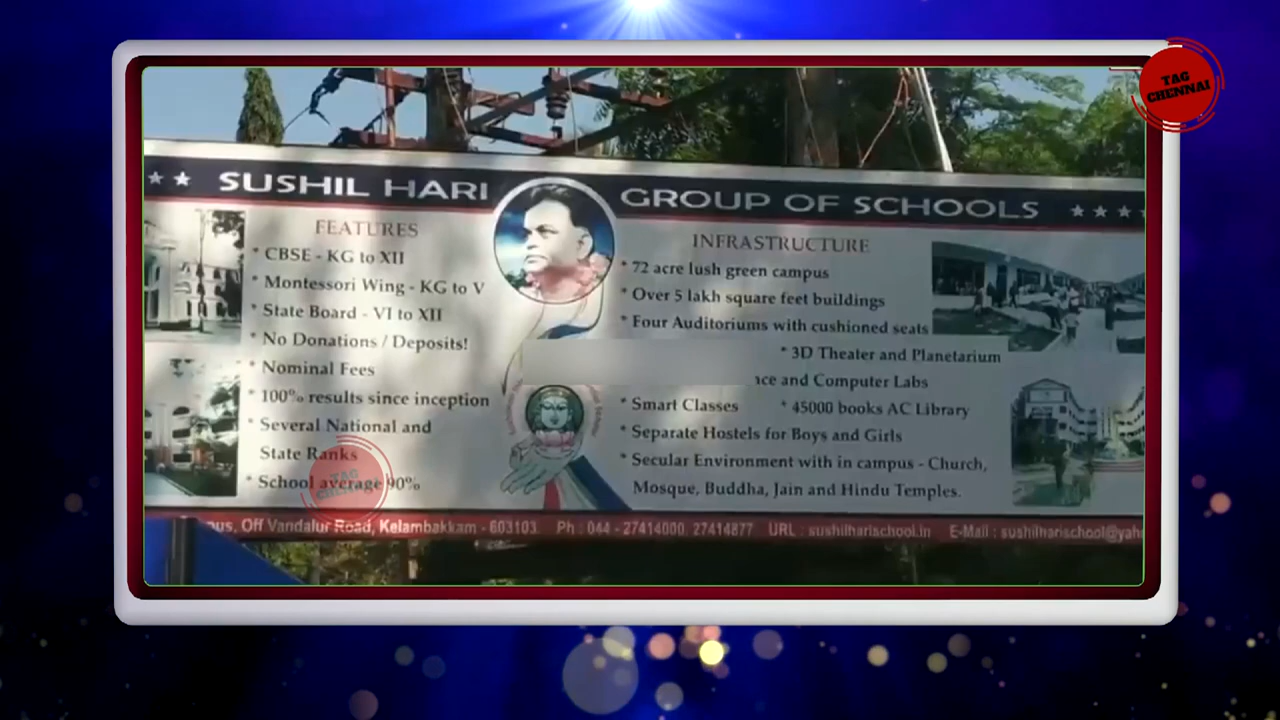 TAG
CHENNAI
SUSHIL HARI GROUP OF SCHOOLS
FEATURES
* CBSE - KG to XII
* Montessori Wing - KG to V
* State Board - VI to XII
* No Donations / Deposits!
* Nominal Fees
* 100% results since inception
* Several National and
State Ranks
* School average 90%
INFRASTRUCTURE
* 72 acre lush green campus
* Over 5 lakh square feet buildings
* Four Auditoriums with cushioned seats
* 3D Theater and Planetarium
nce and Computer Labs
* Smart Classes * 45000 books AC Library
* Separate Hostels for Boys and Girls
* Secular Environment with in campus - Church,
Mosque, Buddha, Jain and Hindu Temples.
TAG
CHENNAI
pus, Off Vandalur Road, Kelambakkam - 603103. Ph : 044 - 27414000, 27414877 URL : sushilharischool.in E-Mail : sushilharischool@yah